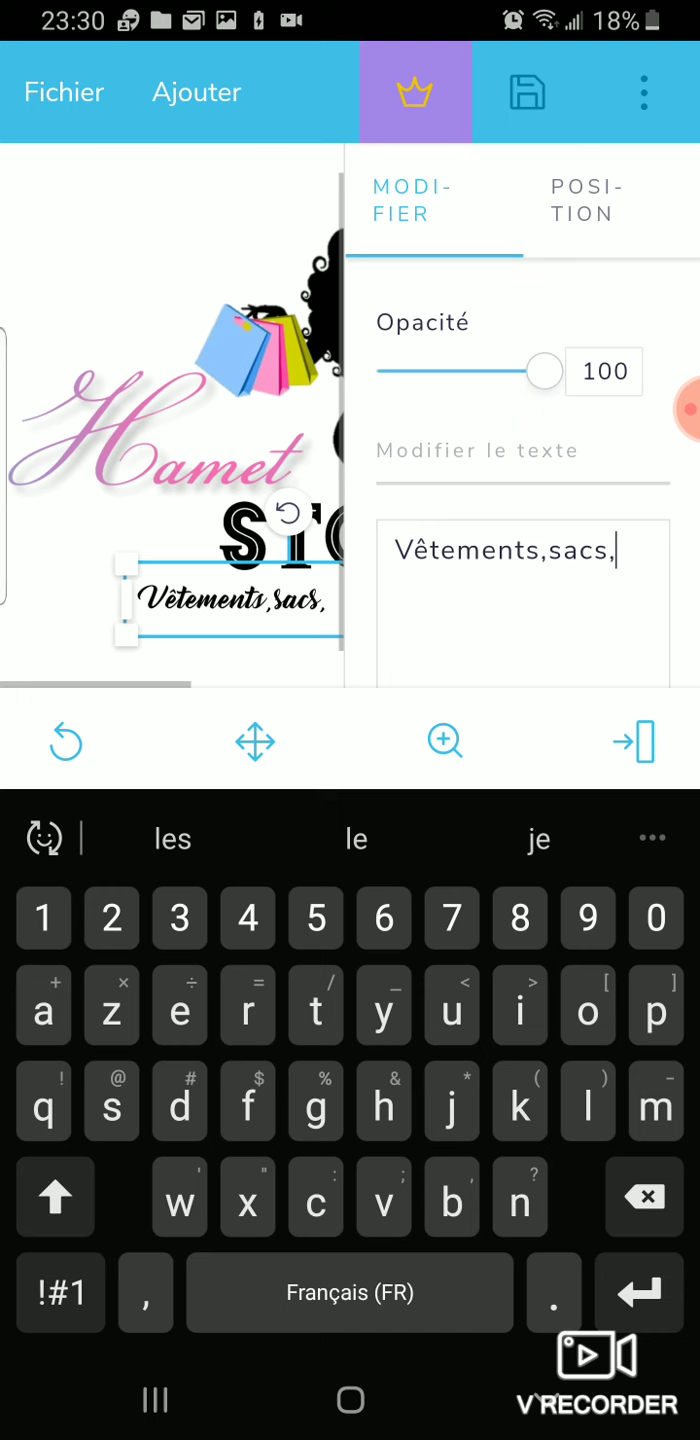 23:30
18%
Fichier Ajouter
MODI-
FIER
POSI-
TION
Opacité
100
Modifier le texte
Hamet
Vêtements,sacs,
Vêtements,sacs,
les le je
1 2 3 4 5 6 7 8 9 0
+ × ÷ = / _ < > [ ]
a z e r t y u i o p
! @ # $ % & * ( ) -
q s d f g h j k l m
' " : ; , ?
w x c v b n
!#1 , Français (FR) .
V RECORDER